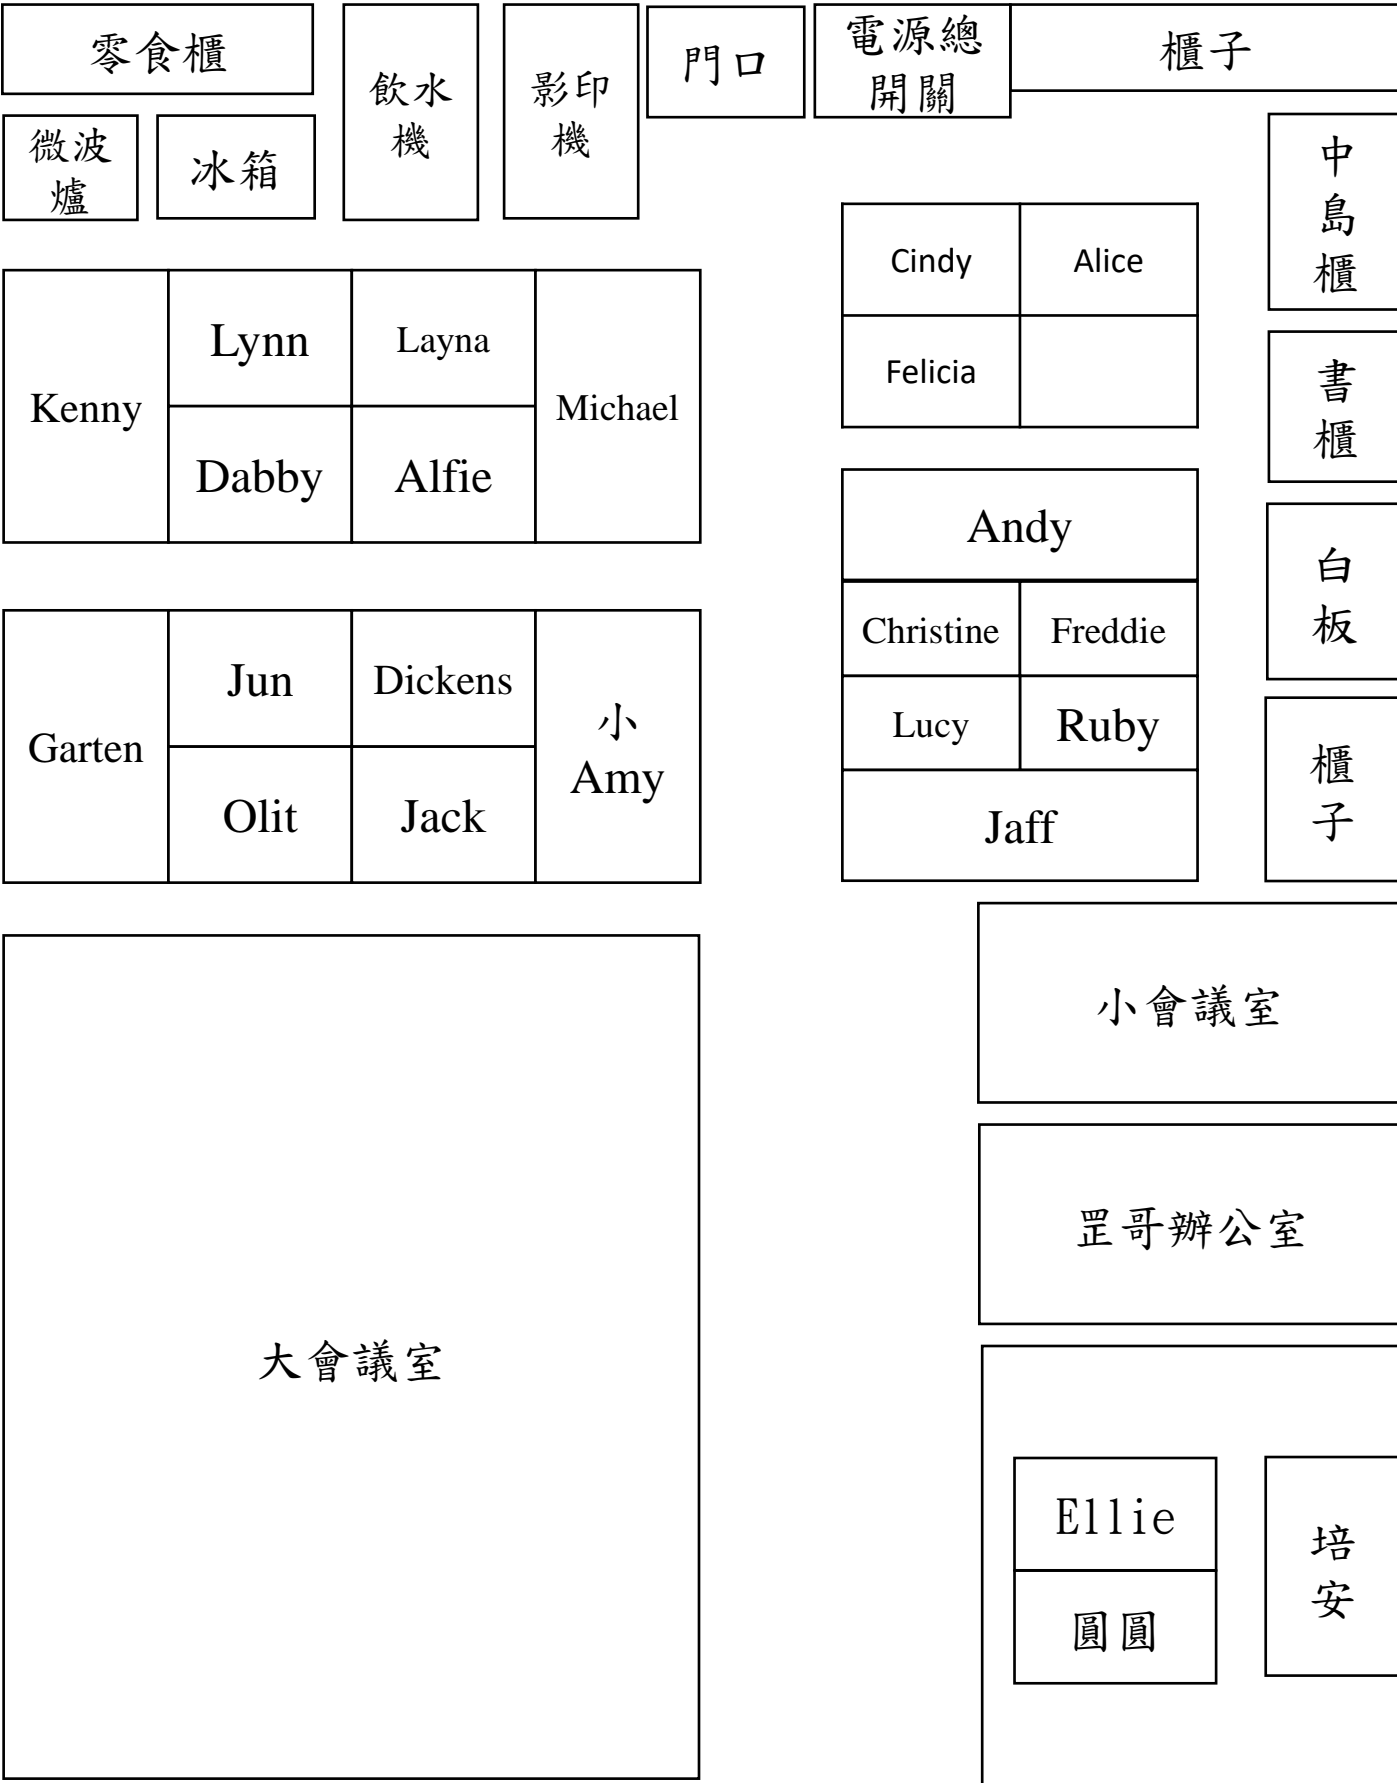 零食櫃
飲水
機
影印
機
門口
電源總
開關
櫃子
微波
爐
冰箱
中
島
櫃
Cindy
Alice
Felicia
書
櫃
Kenny
Lynn
Layna
Michael
Dabby
Alfie
Andy
Christine
Freddie
Lucy
Ruby
Jaff
白
板
Garten
Jun
Dickens
小
Amy
Olit
Jack
櫃
子
小會議室
罡哥辦公室
大會議室
Ellie
圓圓
培
安